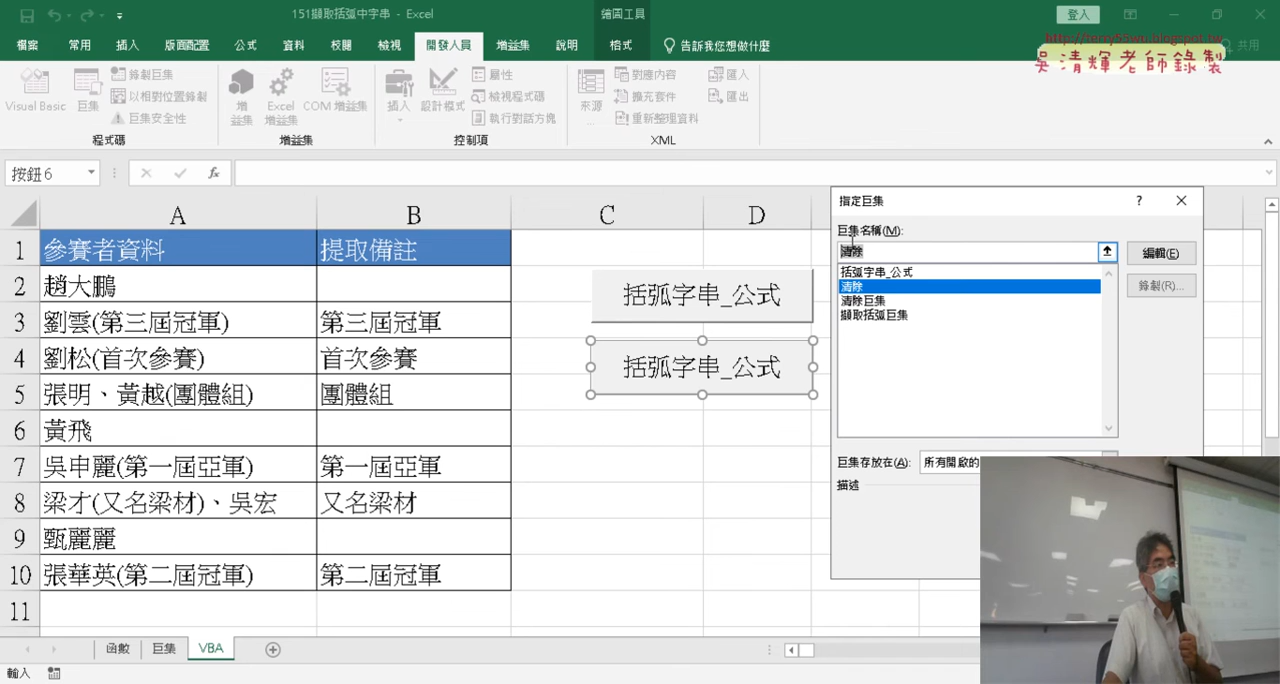 151擷取括弧中字串 - Excel
繪圖工具
登入
檔案 常用 插入 版面配置 公式 資料 校閱 檢視 開發人員 增益集 說明 格式 告訴我您想做什麼 共用
http://terry55wu.blogspot.tw
吳清輝老師錄製
Visual Basic 巨集 錄製巨集 以相對位置錄製 巨集安全性
增益集 Excel 增益集 COM 增益集
插入 設計模式 屬性 檢視程式碼 執行對話方塊
來源 對應內容 擴充套件 重新整理資料 匯入 匯出
程式碼 增益集 控制項 XML
按鈕6 fx
A B C D
1 參賽者資料 提取備註
2 趙大鵬
3 劉雲(第三屆冠軍) 第三屆冠軍
4 劉松(首次參賽) 首次參賽
5 張明、黃越(團體組) 團體組
6 黃飛
7 吳申麗(第一屆亞軍) 第一屆亞軍
8 梁才(又名梁材)、吳宏 又名梁材
9 甄麗麗
10 張華英(第二屆冠軍) 第二屆冠軍
11
括弧字串_公式
括弧字串_公式
指定巨集 ?
巨集名稱(M):
清除
編輯(E)
括弧字串_公式
清除
清除巨集
擷取括弧巨集
錄製(R)...
巨集存放在(A): 所有開啟的
描述
函數 巨集 VBA
輸入